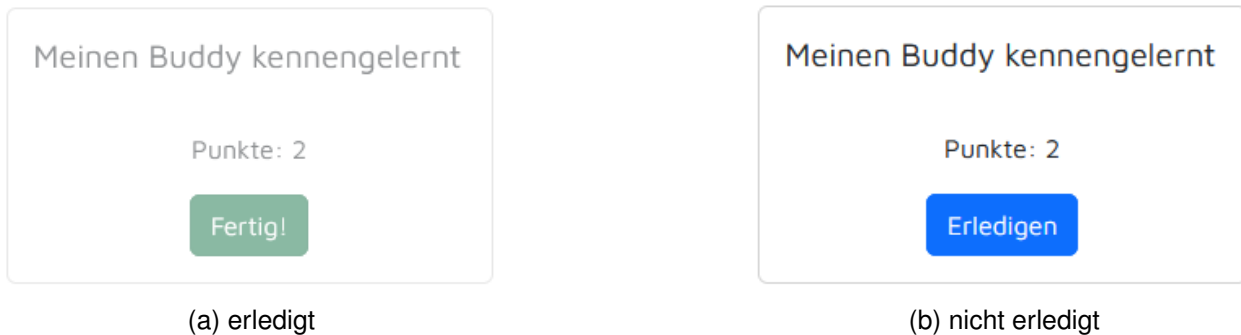 Meinen Buddy kennengelernt
Punkte: 2
Fertig!
(a) erledigt
Meinen Buddy kennengelernt
Punkte: 2
Erledigen
(b) nicht erledigt